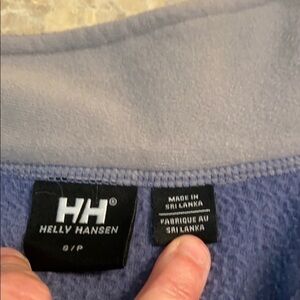 HH®
HELLY HANSEN
S/P
MADE IN
SRI LANKA
FABRIQUE AU
SRI LANKA